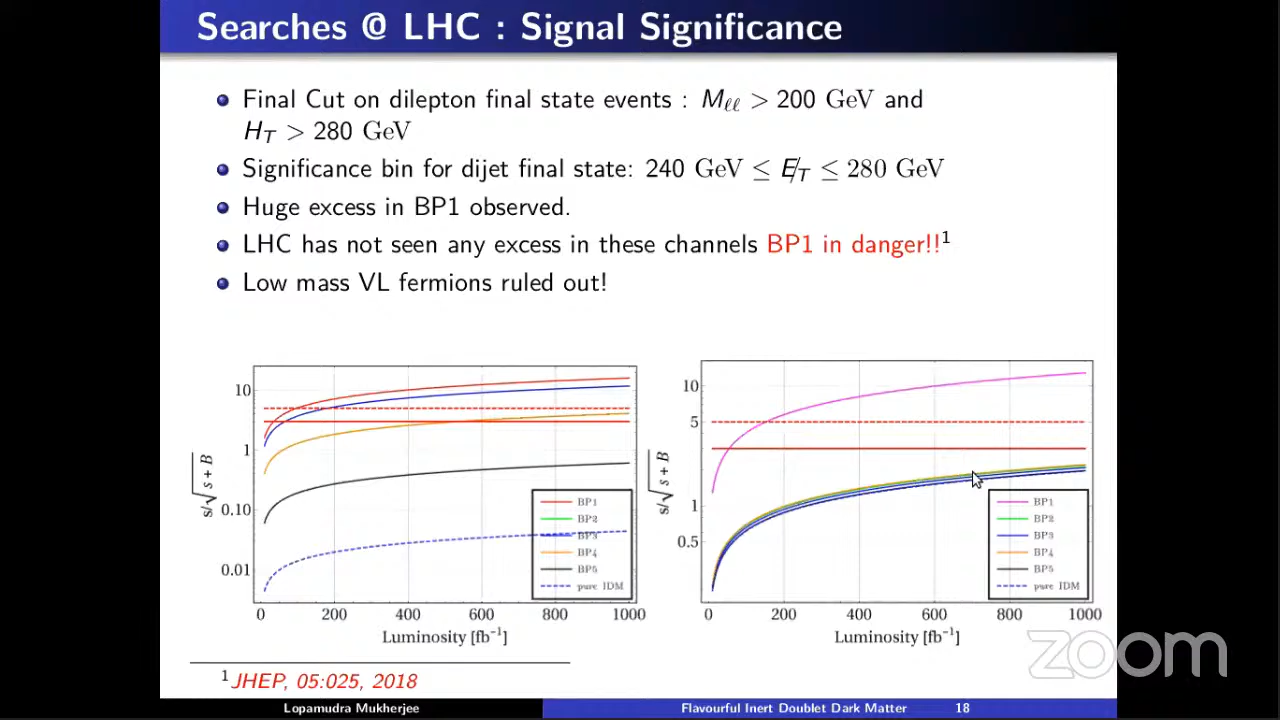 Searches @ LHC : Signal Significance
Final Cut on dilepton final state events : Mℓℓ > 200 GeV and
H_T > 280 GeV
Significance bin for dijet final state: 240 GeV ≤ E̸_T ≤ 280 GeV
Huge excess in BP1 observed.
LHC has not seen any excess in these channels BP1 in danger!!¹
Low mass VL fermions ruled out!
10
1
0.10
0.01
s/√s + B
0 200 400 600 800 1000
Luminosity [fb⁻¹]
BP1
BP2
BP3
BP4
BP5
pure IDM
10
5
1
0.5
s/√s + B
0 200 400 600 800 1000
Luminosity [fb⁻¹]
BP1
BP2
BP3
BP4
BP5
pure IDM
zoom
¹ JHEP, 05:025, 2018
Lopamudra Mukherjee Flavourful Inert Doublet Dark Matter 18